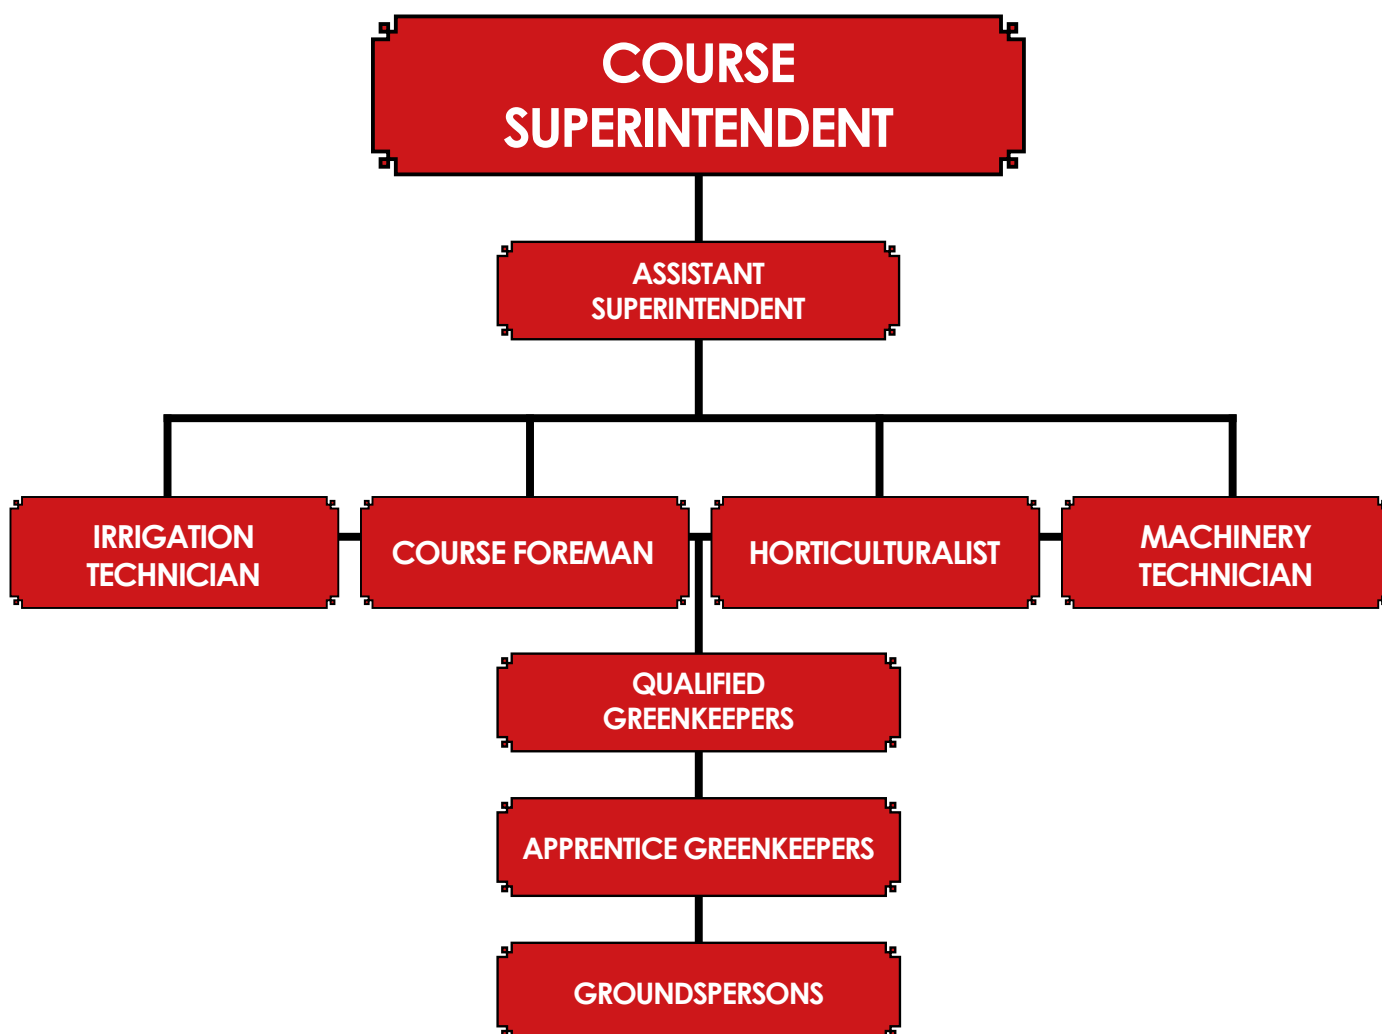 COURSE
SUPERINTENDENT
ASSISTANT
SUPERINTENDENT
IRRIGATION
TECHNICIAN
COURSE FOREMAN
HORTICULTURALIST
MACHINERY
TECHNICIAN
QUALIFIED
GREENKEEPERS
APPRENTICE GREENKEEPERS
GROUNDSPERSONS